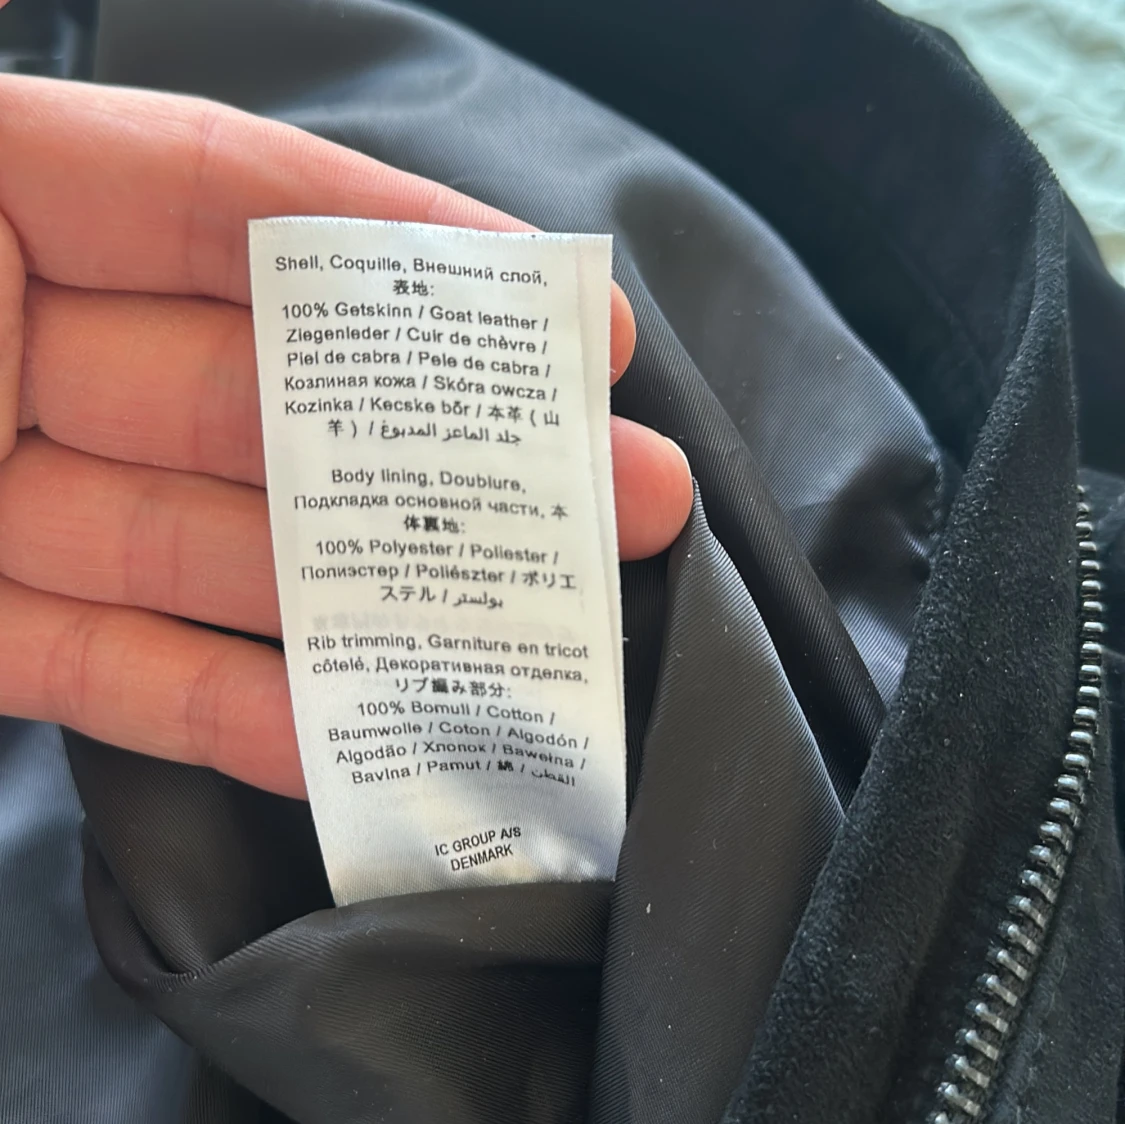 Shell, Coquille, Внешний слой,
表地:
100% Getskinn / Goat leather /
Ziegenleder / Cuir de chèvre /
Piel de cabra / Pele de cabra /
Козлиная кожа / Skóra owcza /
Kozinka / Kecske bőr / 本革 ( 山
羊 ) / جلد الماعز المدبوغ
Body lining, Doublure,
Подкладка основной части, 本
体裏地:
100% Polyester / Poliester /
Полиэстер / Poliészter / ポリエ
ステル / بولستر
Rib trimming, Garniture en tricot
côtelé, Декоративная отделка,
リブ編み部分:
100% Bomull / Cotton /
Baumwolle / Coton / Algodón /
Algodão / Хлопок / Bawełna /
Bavlna / Pamut / 綿 / القطن
IC GROUP A/S
DENMARK